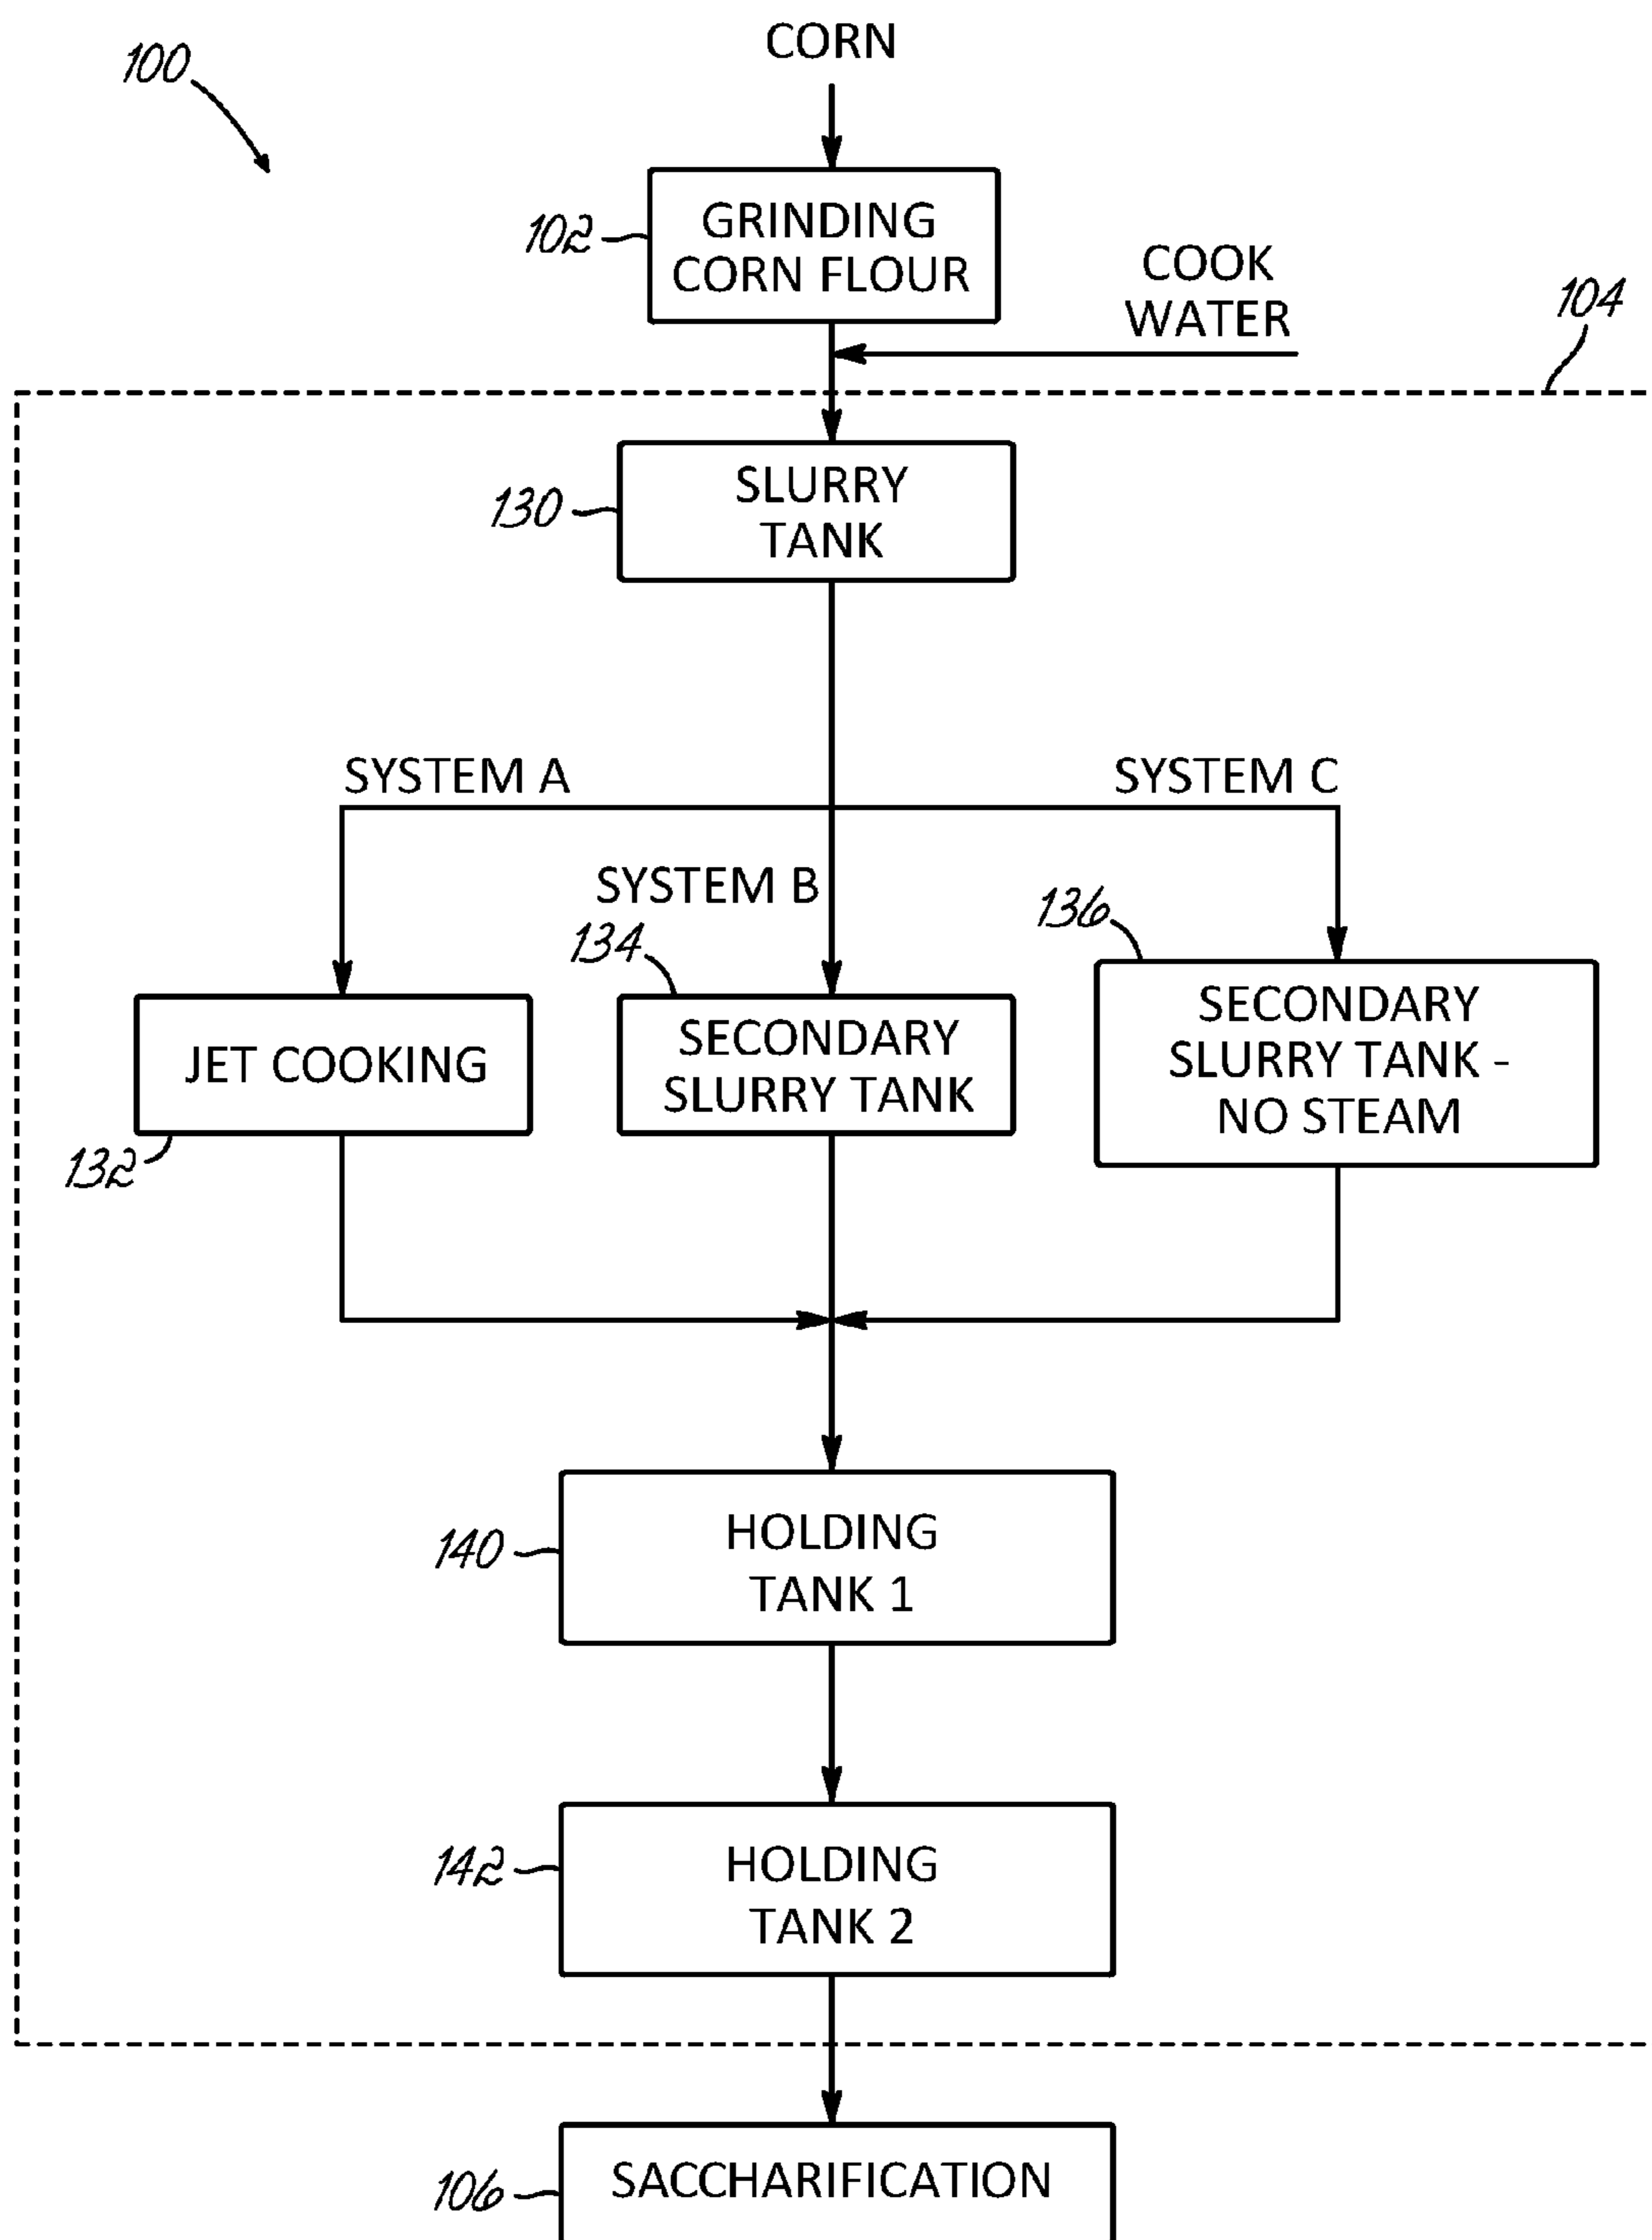 100
CORN
102
GRINDING
CORN FLOUR
COOK
WATER
104
130
SLURRY
TANK
SYSTEM A
SYSTEM C
SYSTEM B
134
136
JET COOKING
132
SECONDARY
SLURRY TANK
SECONDARY
SLURRY TANK -
NO STEAM
140
HOLDING
TANK 1
142
HOLDING
TANK 2
106
SACCHARIFICATION